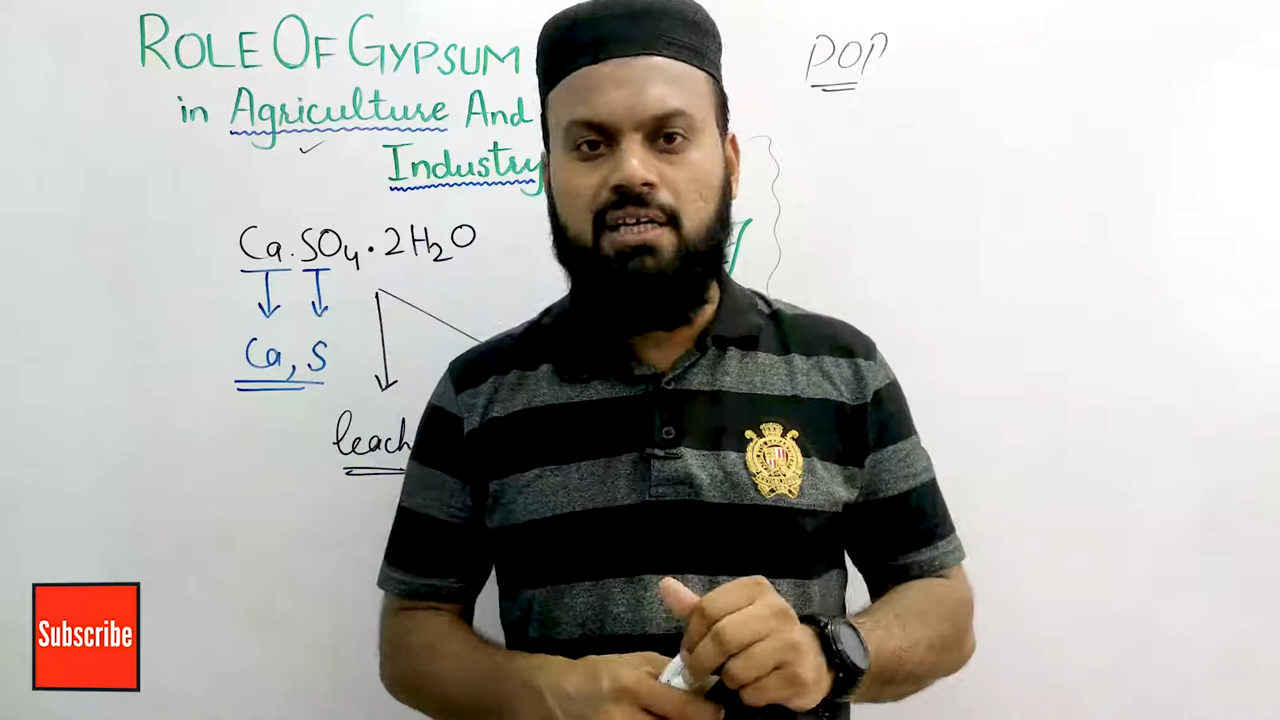 ROLE OF GYPSUM
in Agriculture And
Industry
Ca.SO4.2H2O
Ca, S
leach
POP
Subscribe